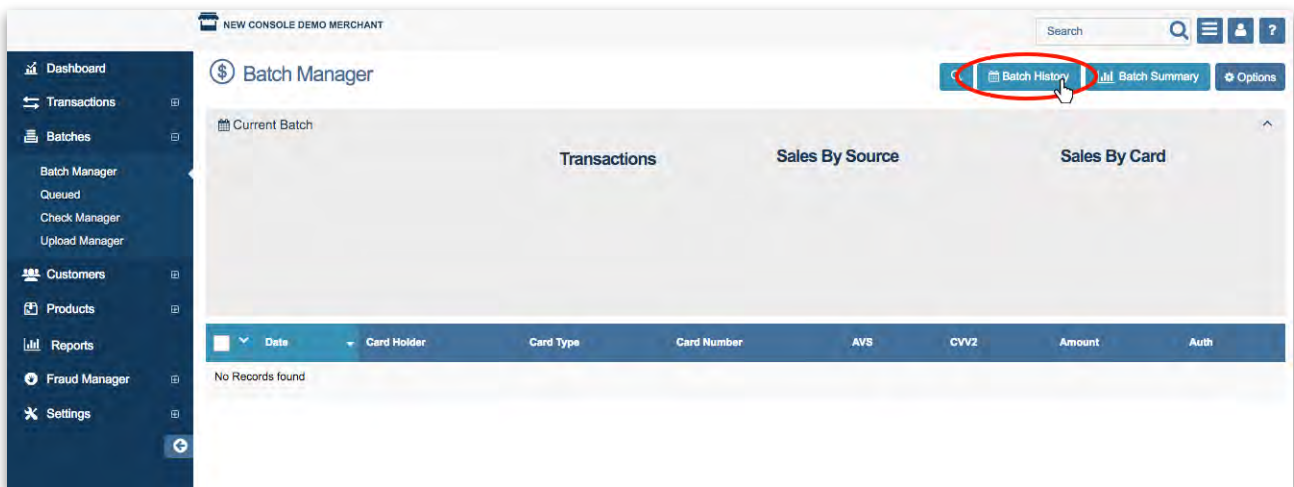 NEW CONSOLE DEMO MERCHANT
Search
?
Dashboard
Transactions
Batches
Batch Manager
Queued
Check Manager
Upload Manager
Customers
Products
Reports
Fraud Manager
Settings
$ Batch Manager
Batch History
Batch Summary
Options
Current Batch
Transactions
Sales By Source
Sales By Card
Date Card Holder Card Type Card Number AVS CVV2 Amount Auth
No Records found